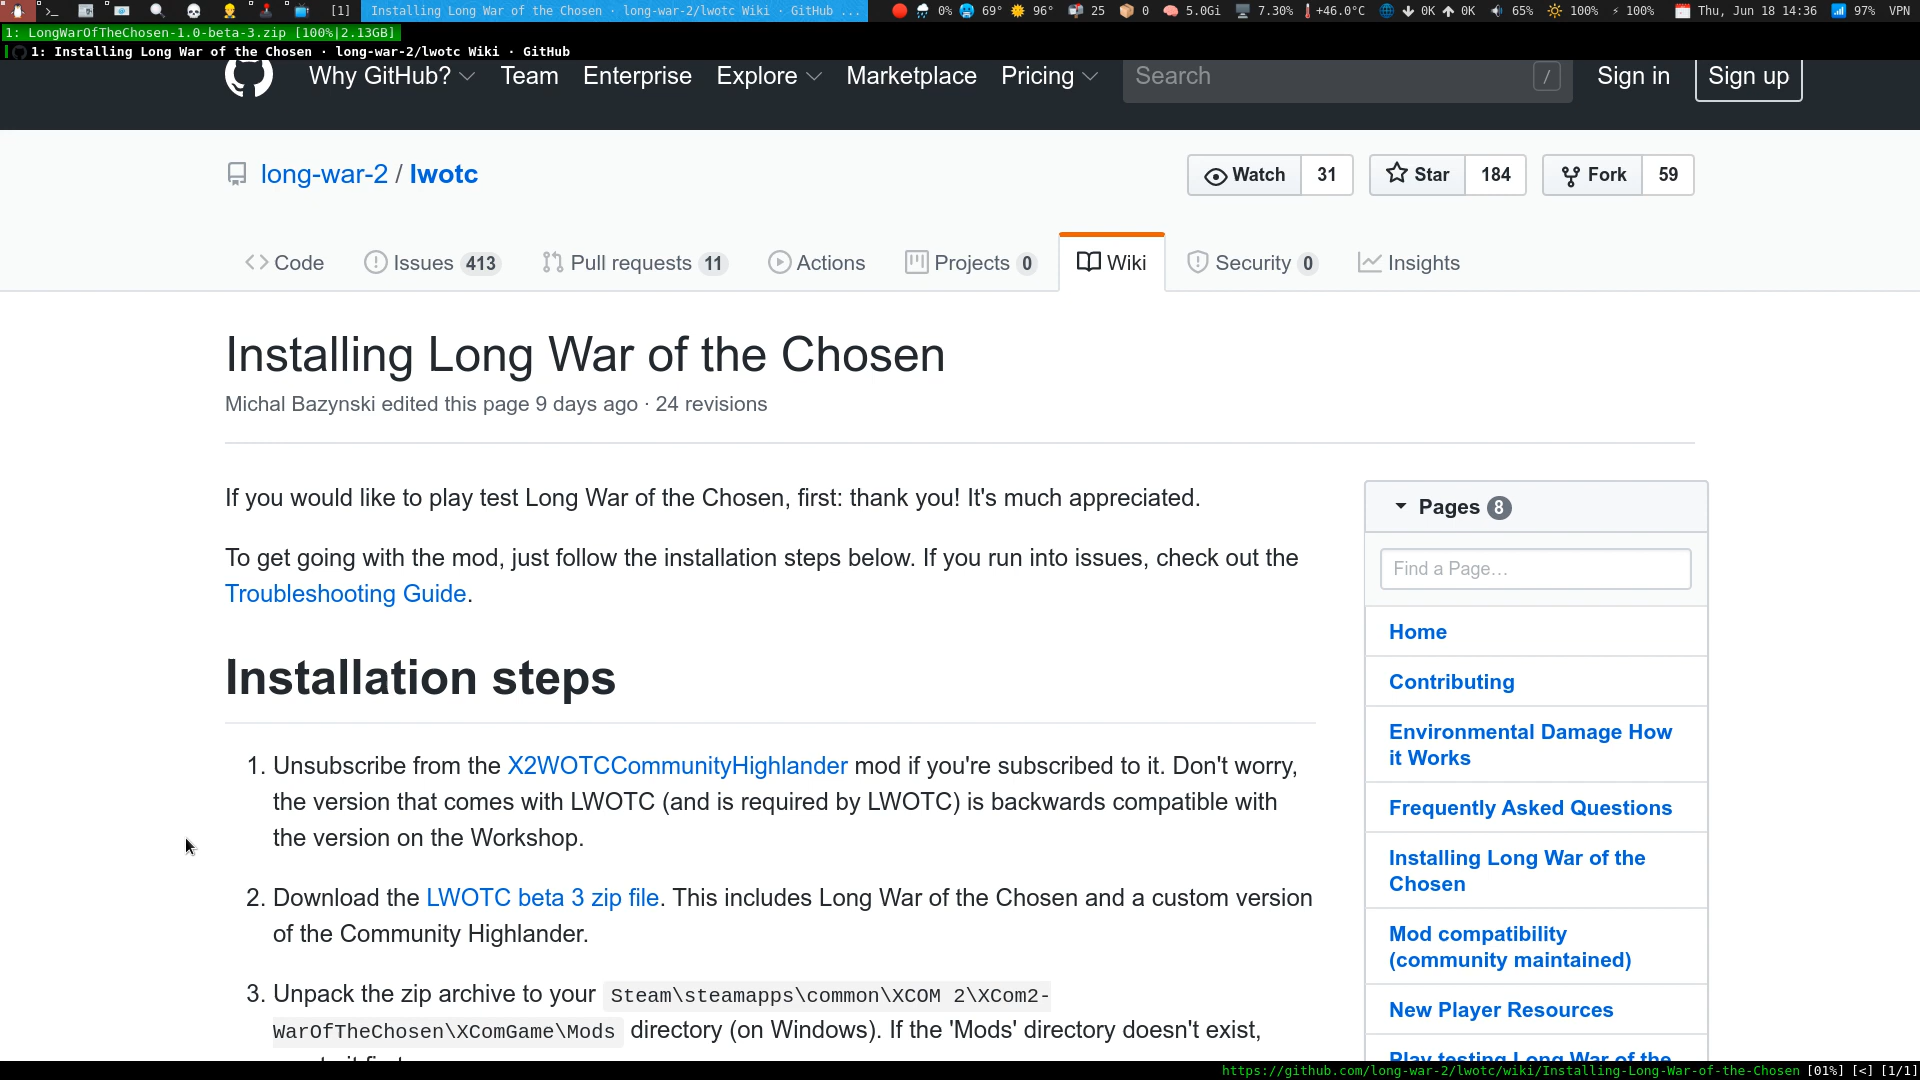 [1] Installing Long War of the Chosen · long-war-2/lwotc Wiki · GitHub ... 0% 69° 96° 25 0 5.0Gi 7.30% +46.0°C 0K 0K 65% 100% ⚡ 100% Thu, Jun 18 14:36 97% VPN
1: LongWarOfTheChosen-1.0-beta-3.zip [100%|2.13GB]
1: Installing Long War of the Chosen · long-war-2/lwotc Wiki · GitHub
Why GitHub? Team Enterprise Explore Marketplace Pricing Search / Sign in Sign up
long-war-2 / lwotc Watch 31 Star 184 Fork 59
Code Issues 413 Pull requests 11 Actions Projects 0 Wiki Security 0 Insights
Installing Long War of the Chosen
Michal Bazynski edited this page 9 days ago · 24 revisions
If you would like to play test Long War of the Chosen, first: thank you! It's much appreciated.
To get going with the mod, just follow the installation steps below. If you run into issues, check out the
Troubleshooting Guide.
Installation steps
1. Unsubscribe from the X2WOTCCommunityHighlander mod if you're subscribed to it. Don't worry,
the version that comes with LWOTC (and is required by LWOTC) is backwards compatible with
the version on the Workshop.
2. Download the LWOTC beta 3 zip file. This includes Long War of the Chosen and a custom version
of the Community Highlander.
3. Unpack the zip archive to your Steam\steamapps\common\XCOM 2\XCom2-
WarOfTheChosen\XComGame\Mods directory (on Windows). If the 'Mods' directory doesn't exist,
Pages 8
Find a Page…
Home
Contributing
Environmental Damage How
it Works
Frequently Asked Questions
Installing Long War of the
Chosen
Mod compatibility
(community maintained)
New Player Resources
Play testing Long War of the
https://github.com/long-war-2/lwotc/wiki/Installing-Long-War-of-the-Chosen [01%] [<] [1/1]